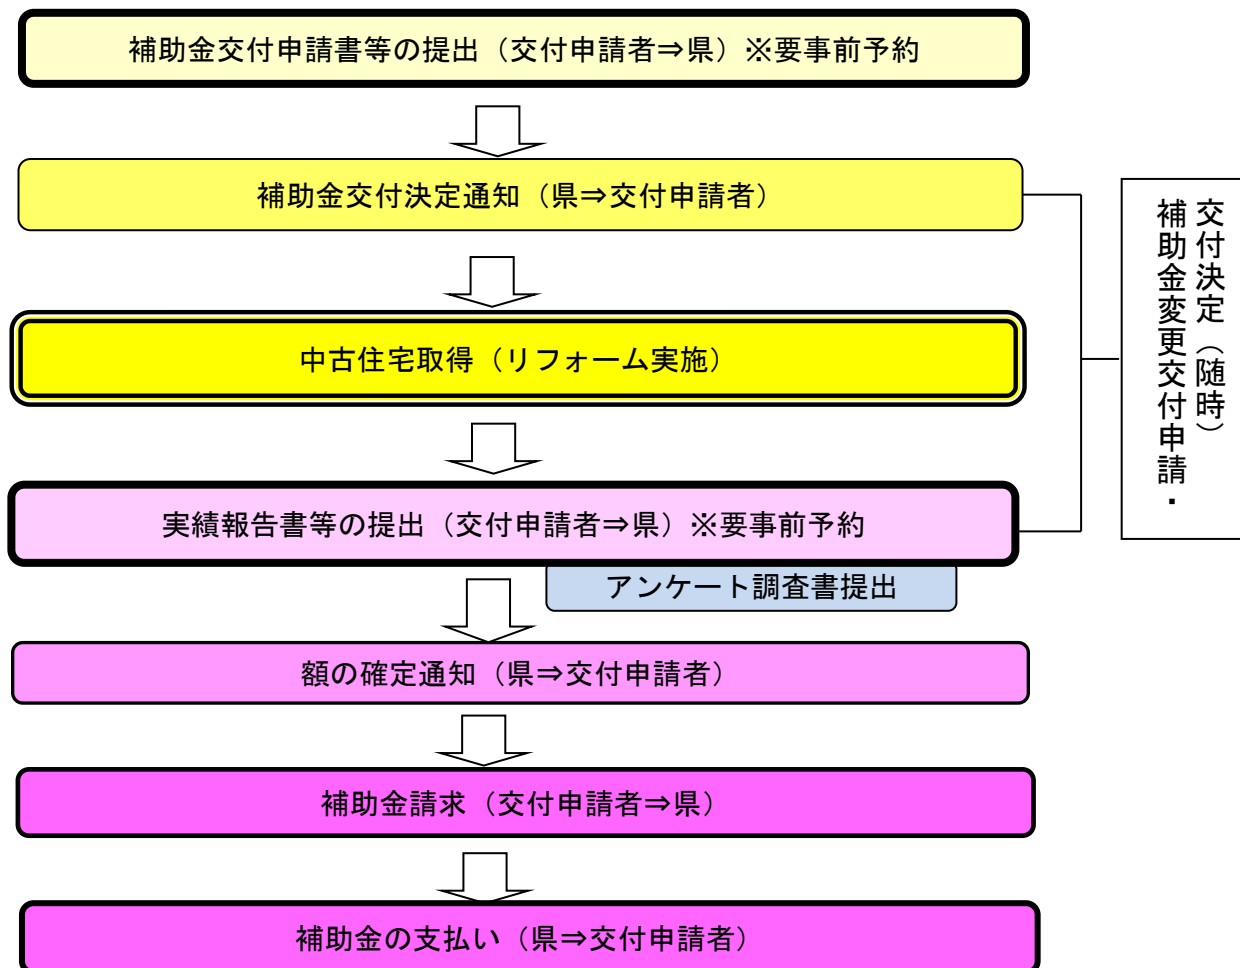 補助金交付申請書等の提出（交付申請者⇒県）※要事前予約
補助金交付決定通知（県⇒交付申請者）
中古住宅取得（リフォーム実施）
実績報告書等の提出（交付申請者⇒県）※要事前予約
アンケート調査書提出
額の確定通知（県⇒交付申請者）
補助金請求（交付申請者⇒県）
補助金の支払い（県⇒交付申請者）
交付決定（随時）
補助金変更交付申請・